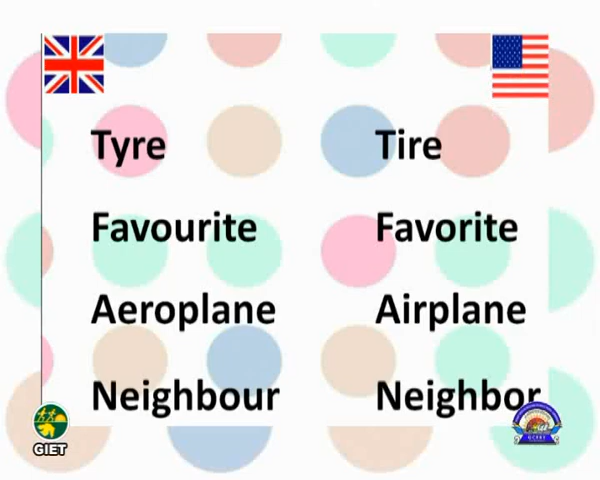 Tyre Tire
Favourite Favorite
Aeroplane Airplane
Neighbour Neighbor
GIET